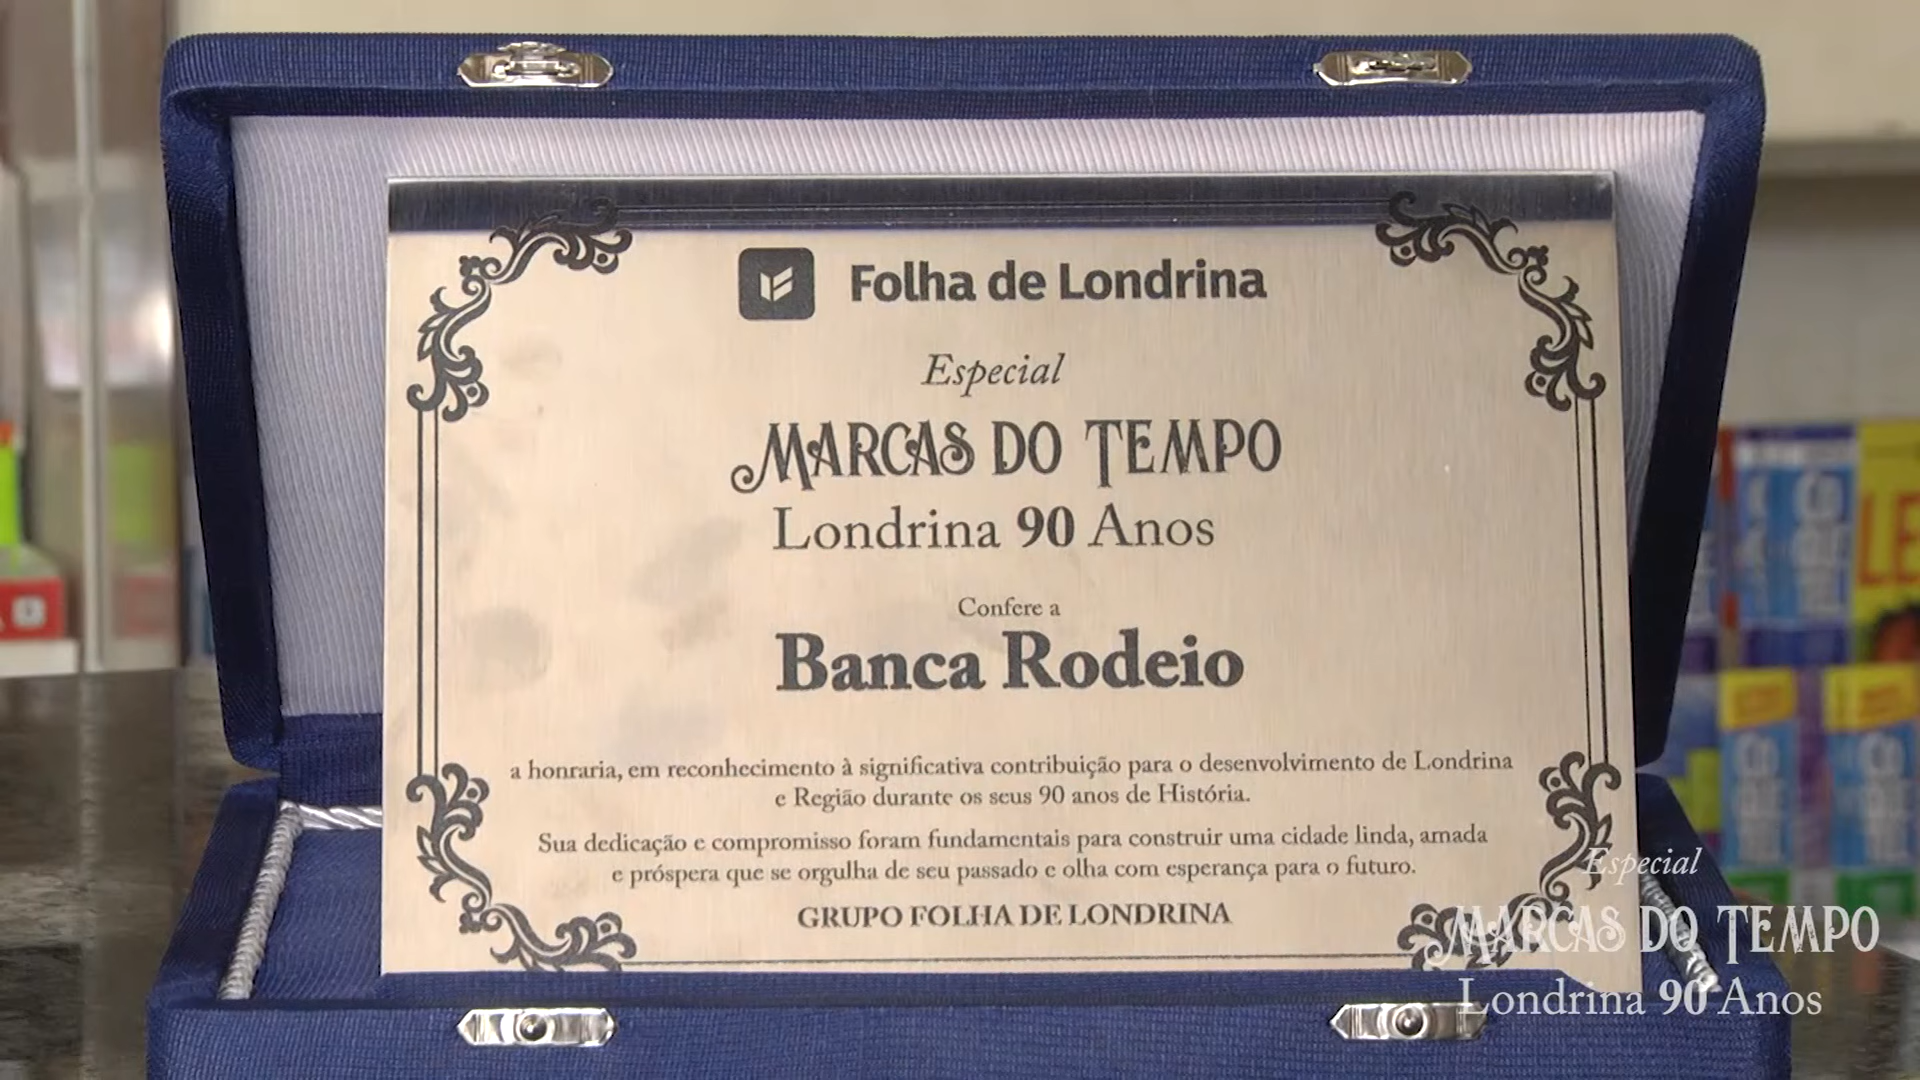 Folha de Londrina
Especial
MARCAS DO TEMPO
Londrina 90 Anos
Confere a
Banca Rodeio
a honraria, em reconhecimento à significativa contribuição para o desenvolvimento de Londrina
e Região durante os seus 90 anos de História.
Sua dedicação e compromisso foram fundamentais para construir uma cidade linda, amada
e próspera que se orgulha de seu passado e olha com esperança para o futuro.
GRUPO FOLHA DE LONDRINA
Especial
MARCAS DO TEMPO
Londrina 90 Anos